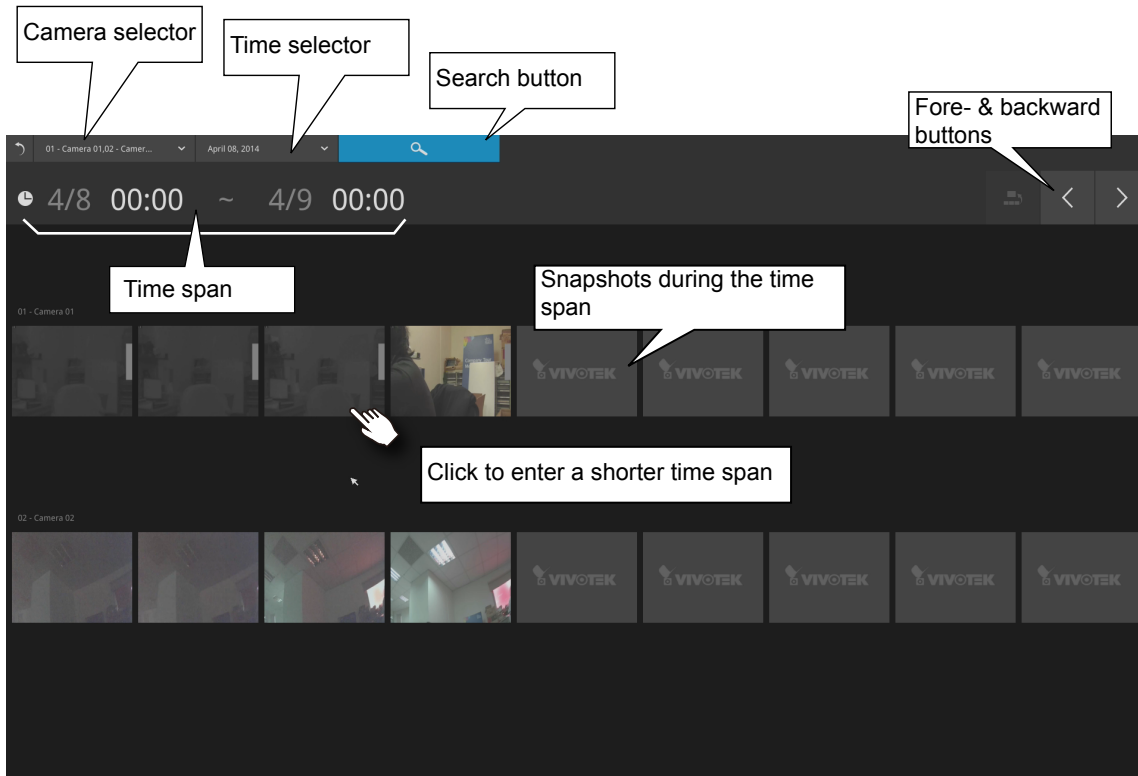 Camera selector
Time selector
Search button
Fore- & backward
buttons
01 - Camera 01,02 - Camer...
April 08, 2014
4/8 00:00 ~ 4/9 00:00
Time span
Snapshots during the time
span
01 - Camera 01
VIVOTEK VIVOTEK VIVOTEK VIVOTEK VIVOTEK
Click to enter a shorter time span
02 - Camera 02
VIVOTEK VIVOTEK VIVOTEK VIVOTEK VIVOTEK